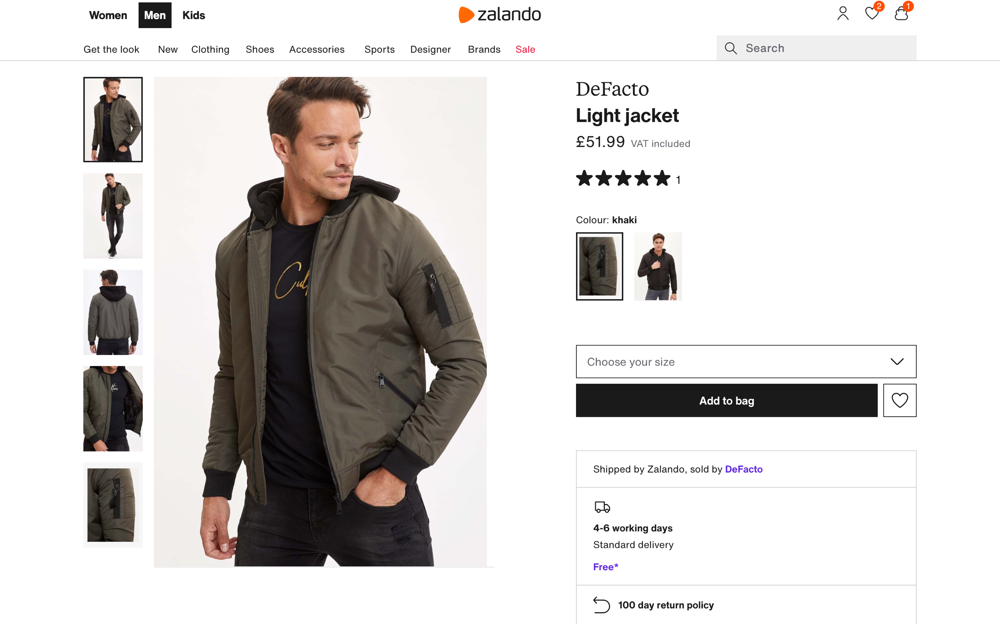 Women Men Kids
zalando
2
1
Get the look New Clothing Shoes Accessories Sports Designer Brands Sale
Search
DeFacto
Light jacket
£51.99 VAT included
1
Colour: khaki
Choose your size
Add to bag
Shipped by Zalando, sold by DeFacto
4-6 working days
Standard delivery
Free*
100 day return policy